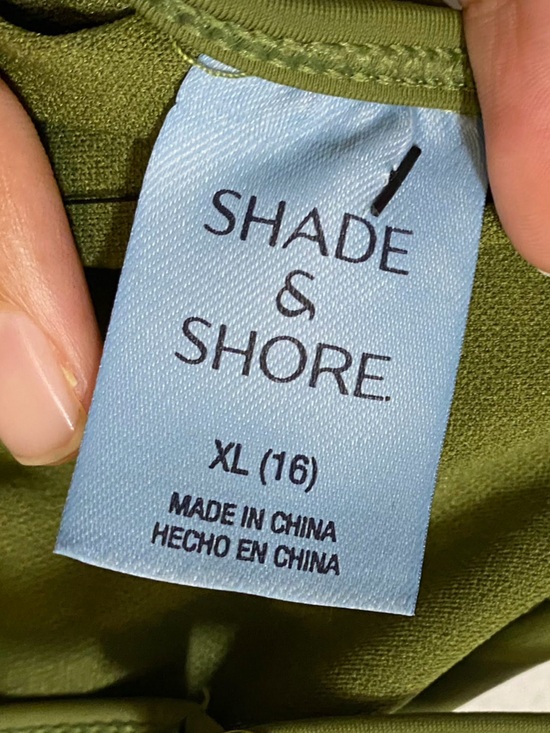 SHADE
&
SHORE.
XL (16)
MADE IN CHINA
HECHO EN CHINA